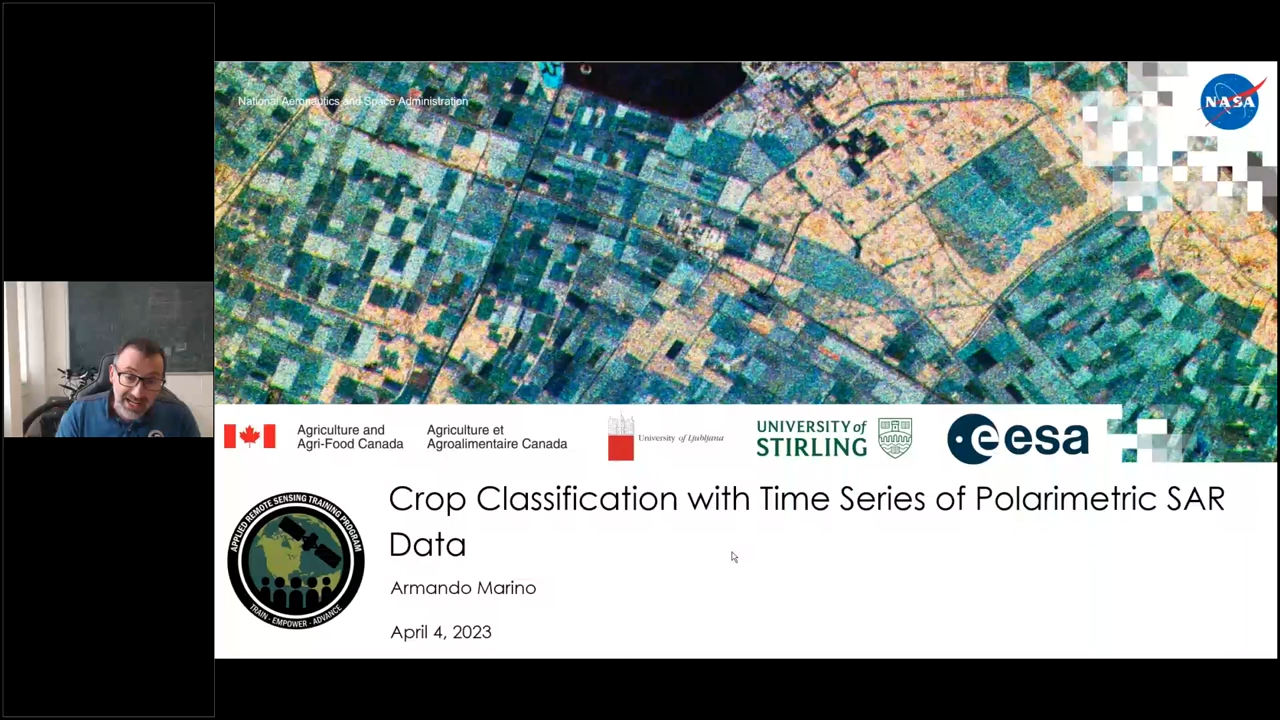 National Aeronautics and Space Administration
NASA
Agriculture and
Agri-Food Canada
Agriculture et
Agroalimentaire Canada
University of Ljubljana
UNIVERSITY of
STIRLING
esa
APPLIED REMOTE SENSING TRAINING PROGRAM
TRAIN - EMPOWER - ADVANCE
Crop Classification with Time Series of Polarimetric SAR
Data
Armando Marino
April 4, 2023